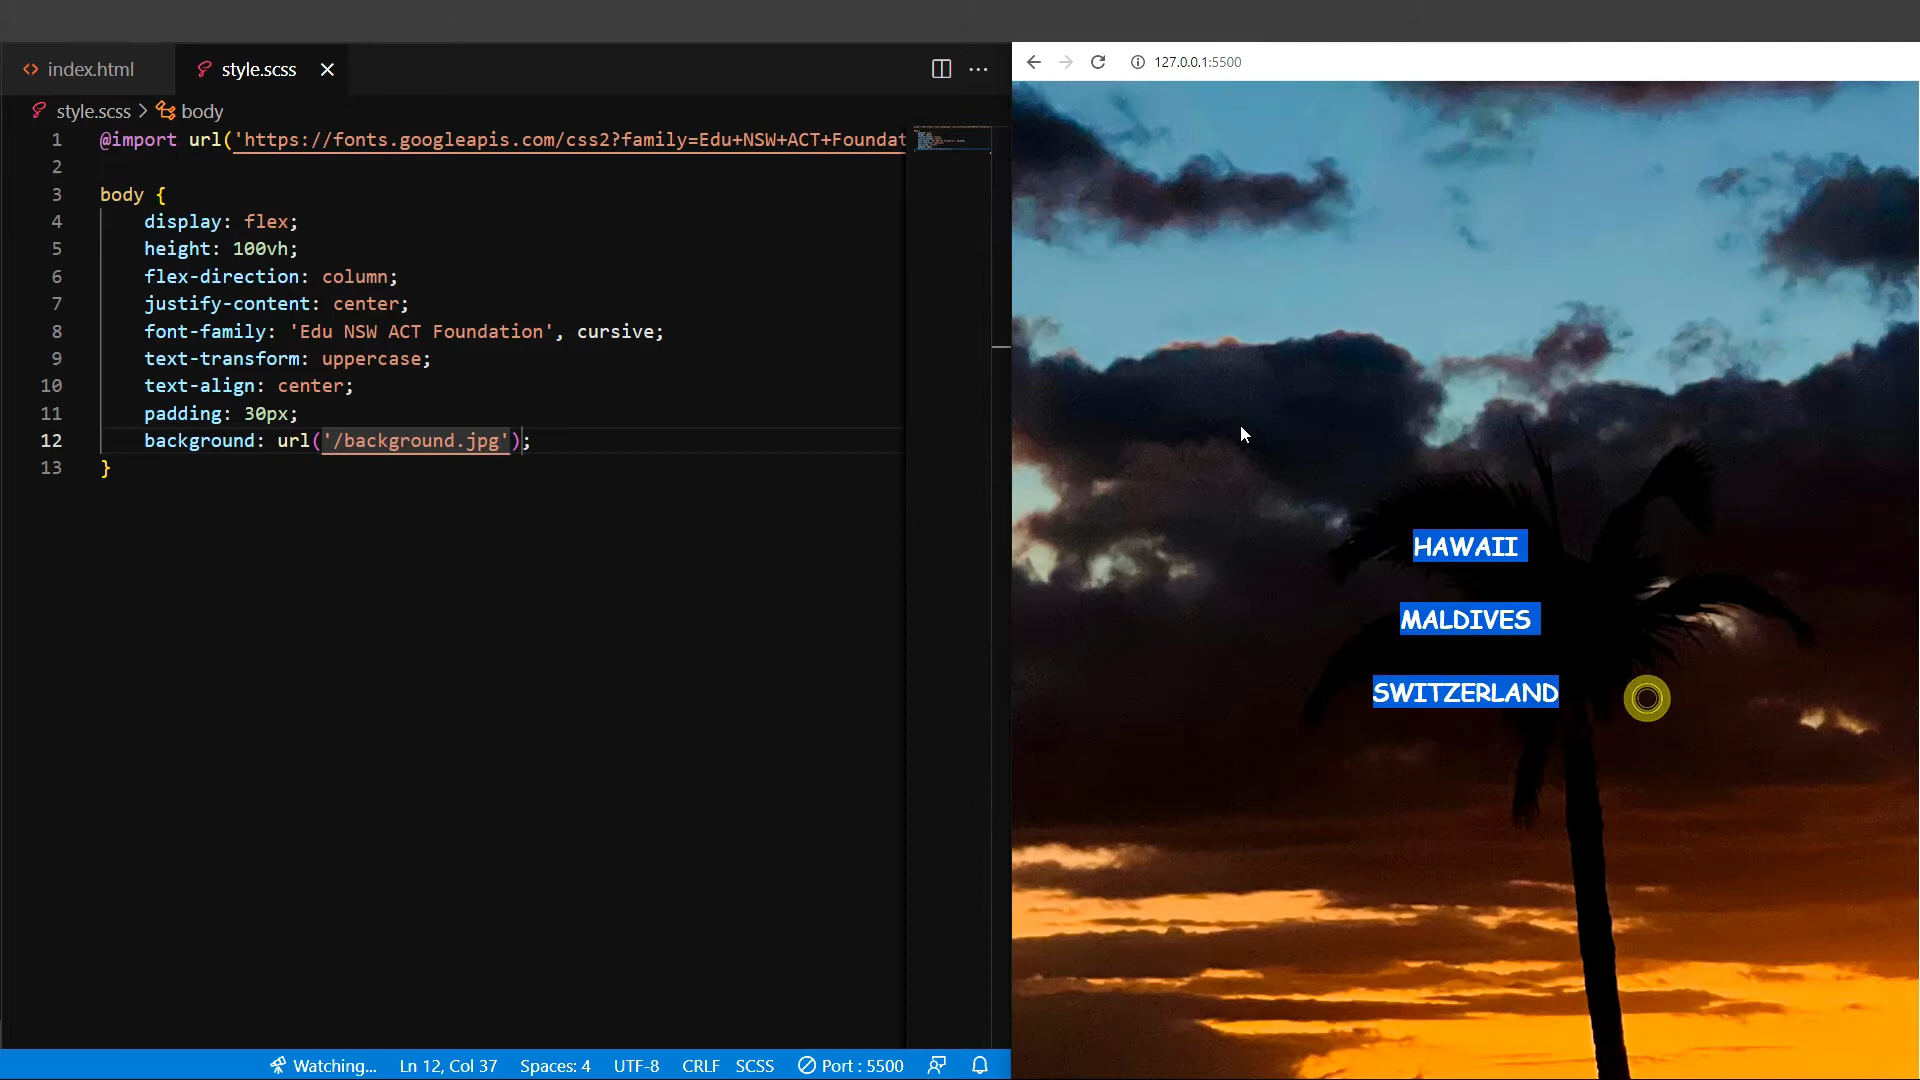 index.html
style.scss
127.0.0.1:5500
style.scss > body
1 @import url('https://fonts.googleapis.com/css2?family=Edu+NSW+ACT+Foundat
2
3 body {
4 display: flex;
5 height: 100vh;
6 flex-direction: column;
7 justify-content: center;
8 font-family: 'Edu NSW ACT Foundation', cursive;
9 text-transform: uppercase;
10 text-align: center;
11 padding: 30px;
12 background: url('/background.jpg');
13 }
HAWAII
MALDIVES
SWITZERLAND
Watching... Ln 12, Col 37 Spaces: 4 UTF-8 CRLF SCSS Port : 5500